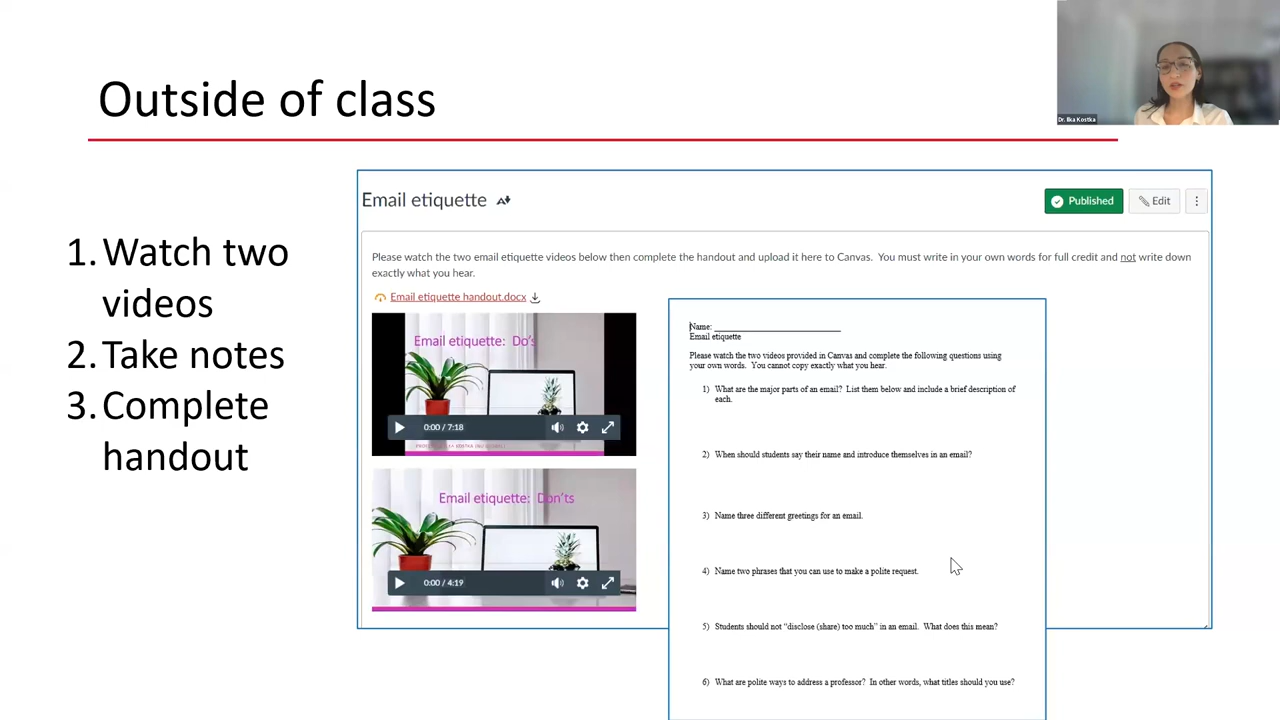 Outside of class
Dr. Ilka Kostka
1. Watch two
videos
2. Take notes
3. Complete
handout
Email etiquette
Published
Edit
Please watch the two email etiquette videos below then complete the handout and upload it here to Canvas. You must write in your own words for full credit and not write down
exactly what you hear.
Email etiquette handout.docx
Email etiquette: Do's
0:00 / 7:18
Email etiquette: Don'ts
0:00 / 4:19
Name: ____________________________
Email etiquette
Please watch the two videos provided in Canvas and complete the following questions using
your own words. You cannot copy exactly what you hear.
1) What are the major parts of an email? List them below and include a brief description of
each.
2) When should students say their name and introduce themselves in an email?
3) Name three different greetings for an email.
4) Name two phrases that you can use to make a polite request.
5) Students should not “disclose (share) too much” in an email. What does this mean?
6) What are polite ways to address a professor? In other words, what titles should you use?